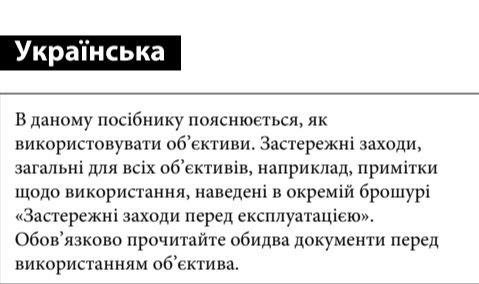 Українська
В даному посібнику пояснюється, як
використовувати об’єктиви. Застережні заходи,
загальні для всіх об’єктивів, наприклад, примітки
щодо використання, наведені в окремій брошурі
«Застережні заходи перед експлуатацією».
Обов’язково прочитайте обидва документи перед
використанням об’єктива.